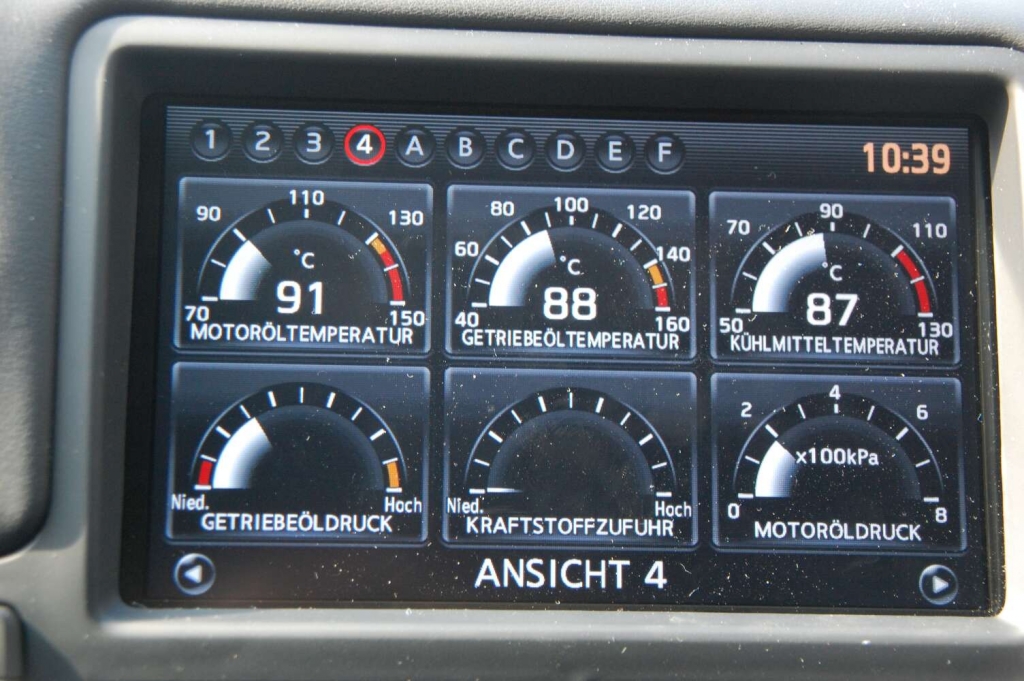 1 2 3 4 A B C D E F
10:39
70 90 110 130 150
°C
91
MOTORÖLTEMPERATUR
40 60 80 100 120 140 160
°C
88
GETRIEBEÖLTEMPERATUR
50 70 90 110 130
°C
87
KÜHLMITTELTEMPERATUR
Nied. Hoch
GETRIEBEÖLDRUCK
Nied. Hoch
KRAFTSTOFFZUFUHR
0 2 4 6 8
x100kPa
MOTORÖLDRUCK
ANSICHT 4